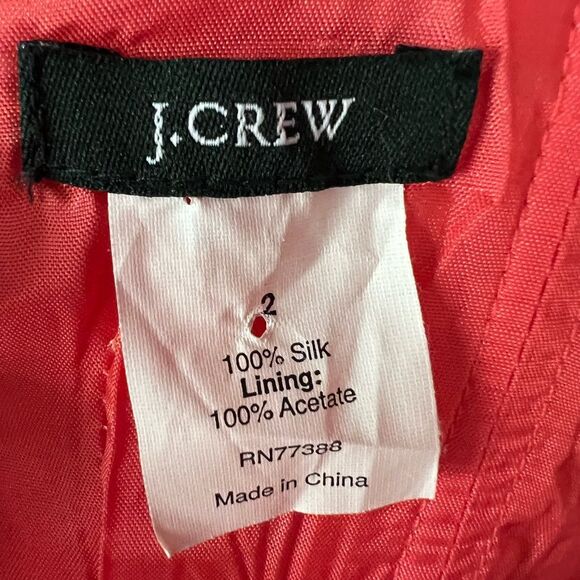 J.CREW
2
100% Silk
Lining:
100% Acetate
RN77388
Made in China